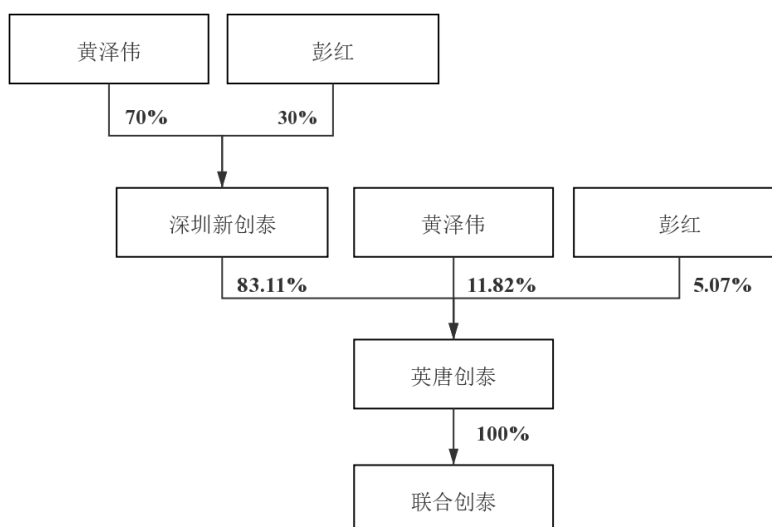 黄泽伟
彭红
70%
30%
深圳新创泰
黄泽伟
彭红
83.11%
11.82%
5.07%
英唐创泰
100%
联合创泰